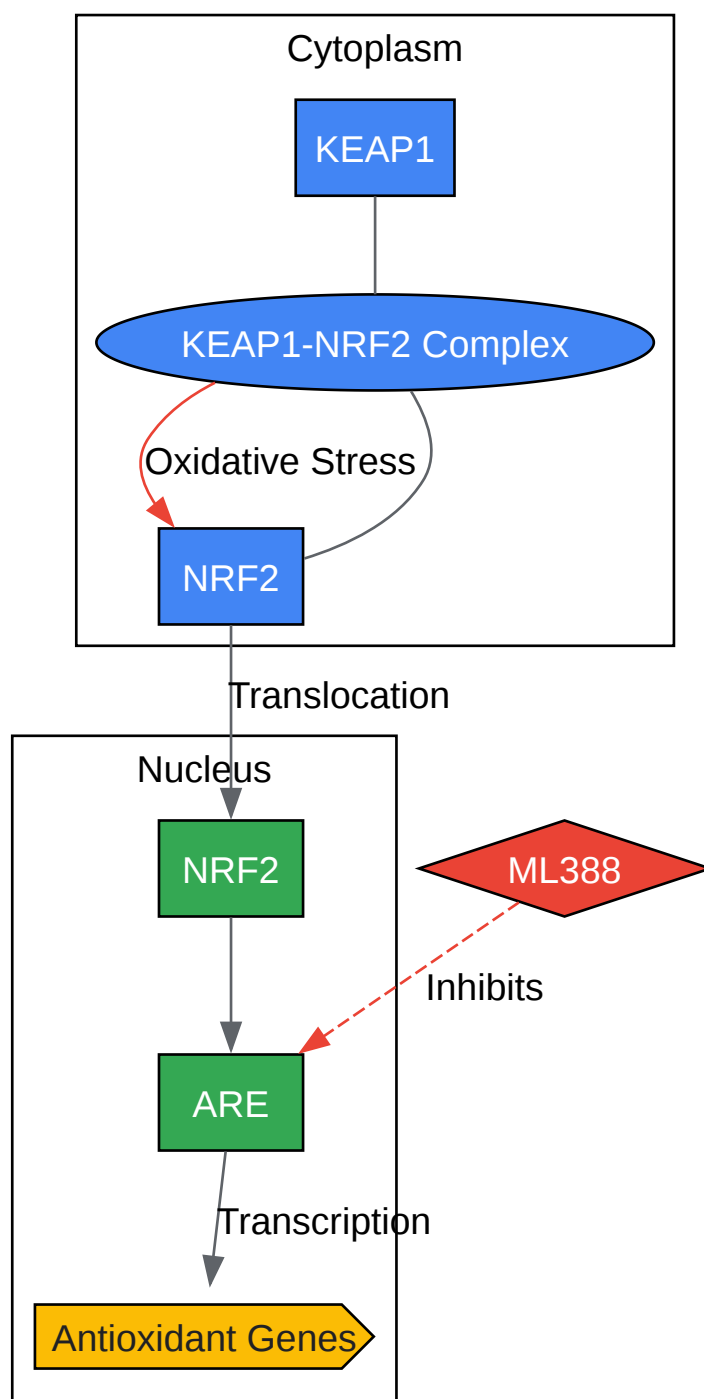 Cytoplasm
KEAP1
KEAP1-NRF2 Complex
Oxidative Stress
NRF2
Translocation
Nucleus
NRF2
ML388
Inhibits
ARE
Transcription
Antioxidant Genes